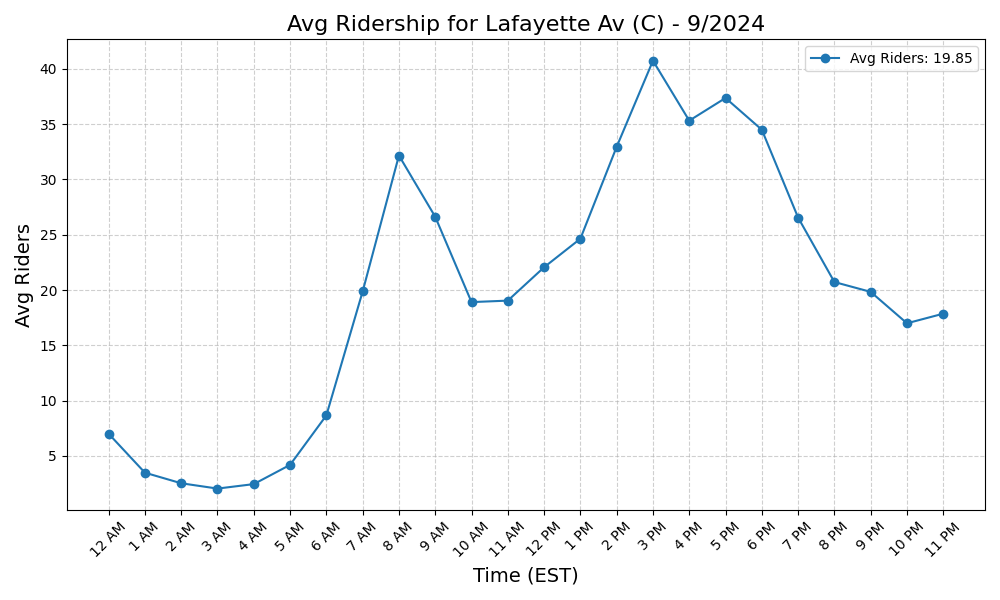 Avg Ridership for Lafayette Av (C) - 9/2024
Avg Riders: 19.85
Avg Riders
40
35
30
25
20
15
10
5
12 AM
1 AM
2 AM
3 AM
4 AM
5 AM
6 AM
7 AM
8 AM
9 AM
10 AM
11 AM
12 PM
1 PM
2 PM
3 PM
4 PM
5 PM
6 PM
7 PM
8 PM
9 PM
10 PM
11 PM
Time (EST)